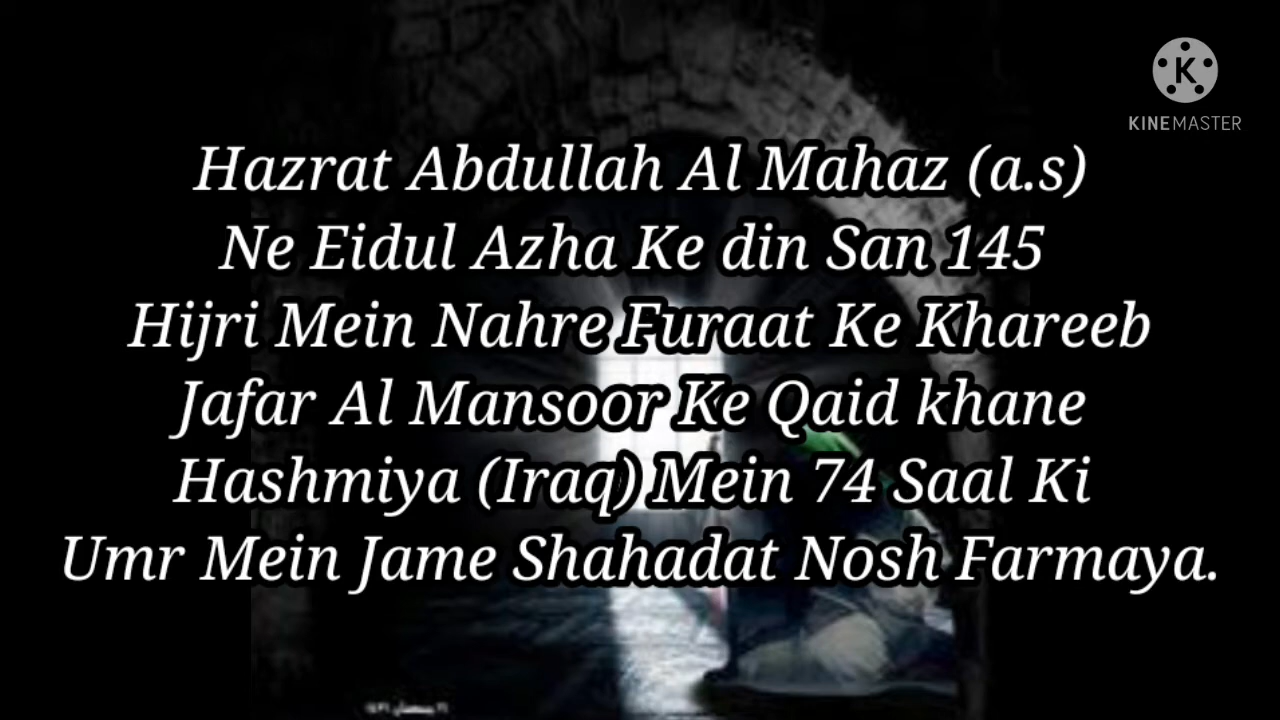 KINEMASTER
Hazrat Abdullah Al Mahaz (a.s)
Ne Eidul Azha Ke din San 145
Hijri Mein Nahre Furaat Ke Khareeb
Jafar Al Mansoor Ke Qaid khane
Hashmiya (Iraq) Mein 74 Saal Ki
Umr Mein Jame Shahadat Nosh Farmaya.